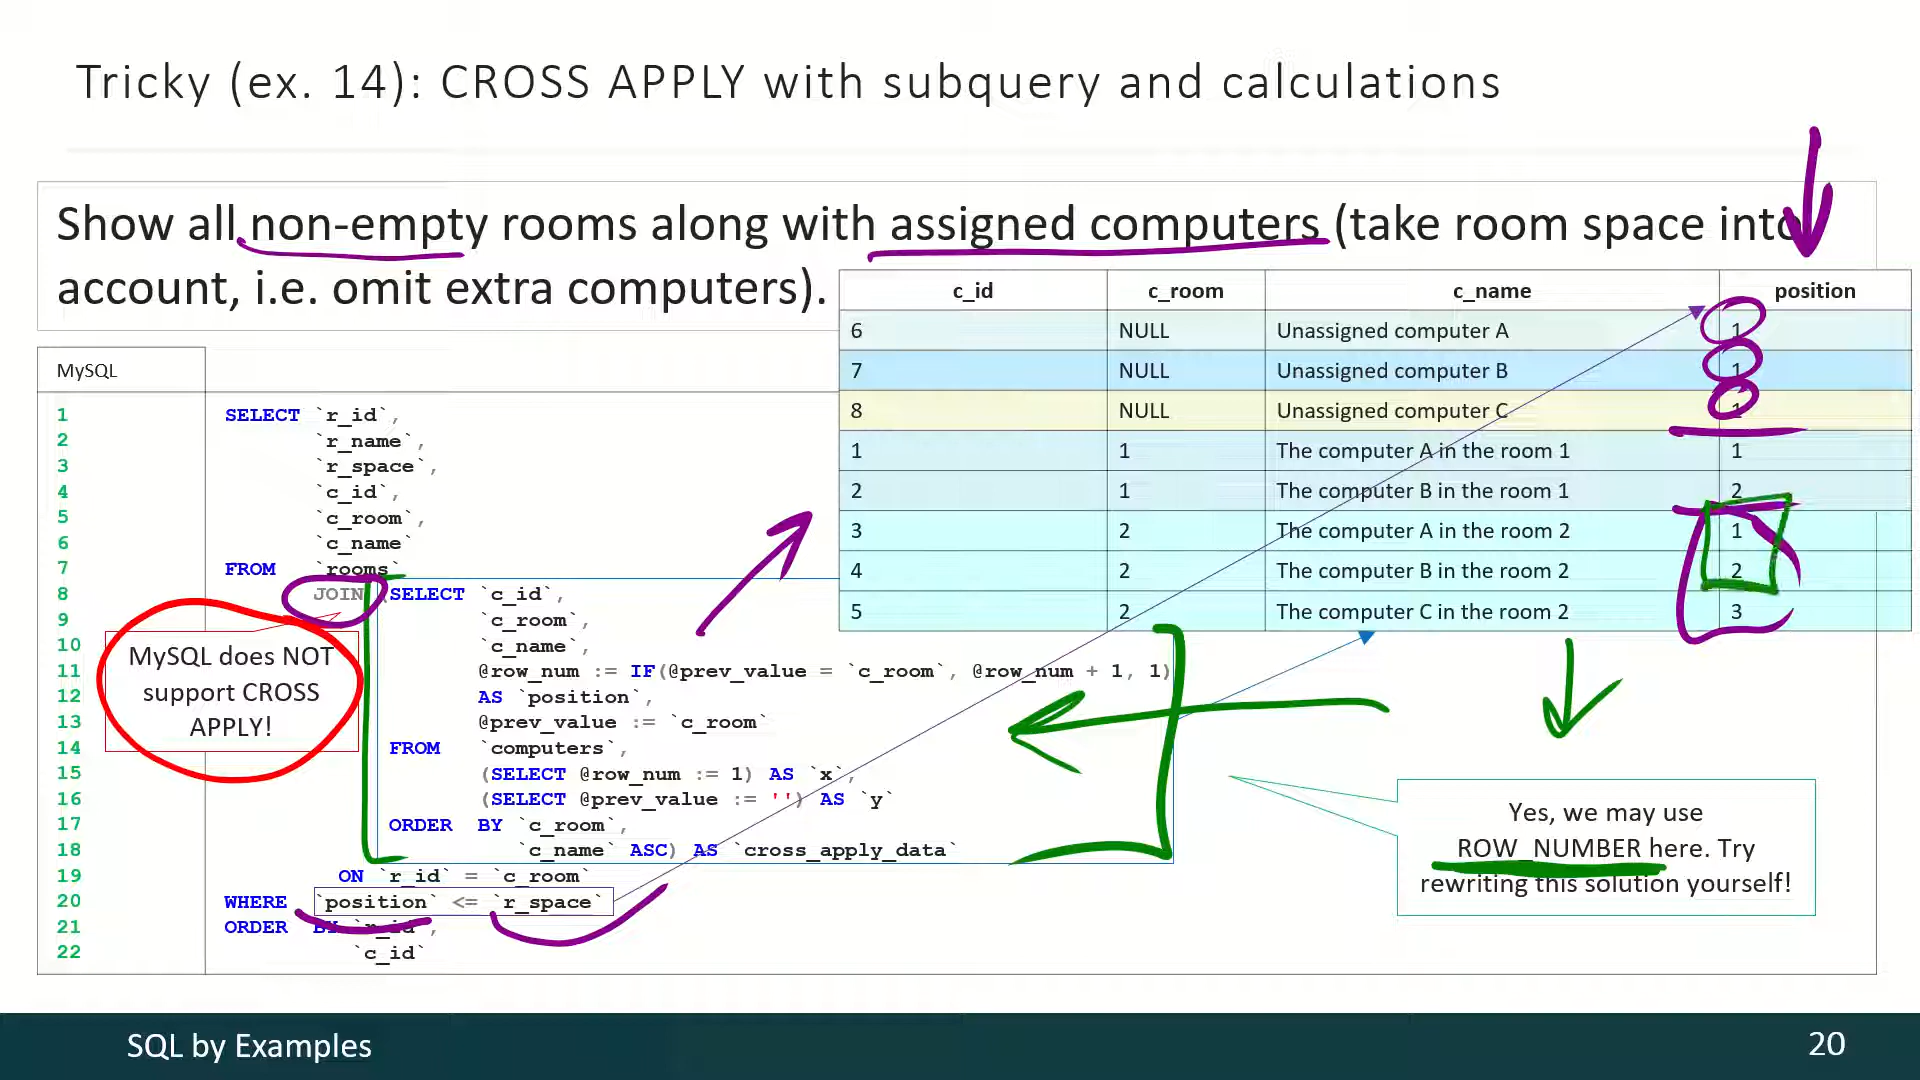 Tricky (ex. 14): CROSS APPLY with subquery and calculations
Show all non-empty rooms along with assigned computers (take room space into
account, i.e. omit extra computers).
c_id c_room c_name position
6 NULL Unassigned computer A 1
7 NULL Unassigned computer B 1
8 NULL Unassigned computer C 1
1 1 The computer A in the room 1 1
2 1 The computer B in the room 1 2
3 2 The computer A in the room 2 1
4 2 The computer B in the room 2 2
5 2 The computer C in the room 2 3
MySQL
1 SELECT `r_id`,
2 `r_name`,
3 `r_space`,
4 `c_id`,
5 `c_room`,
6 `c_name`
7 FROM `rooms`
8 JOIN (SELECT `c_id`,
9 `c_room`,
10 `c_name`,
11 @row_num := IF(@prev_value = `c_room`, @row_num + 1, 1)
12 AS `position`,
13 @prev_value := `c_room`
14 FROM `computers`,
15 (SELECT @row_num := 1) AS `x`,
16 (SELECT @prev_value := '') AS `y`
17 ORDER BY `c_room`,
18 `c_name` ASC) AS `cross_apply_data`
19 ON `r_id` = `c_room`
20 WHERE `position` <= `r_space`
21 ORDER BY `r_id`,
22 `c_id`
MySQL does NOT
support CROSS
APPLY!
Yes, we may use
ROW_NUMBER here. Try
rewriting this solution yourself!
SQL by Examples
20